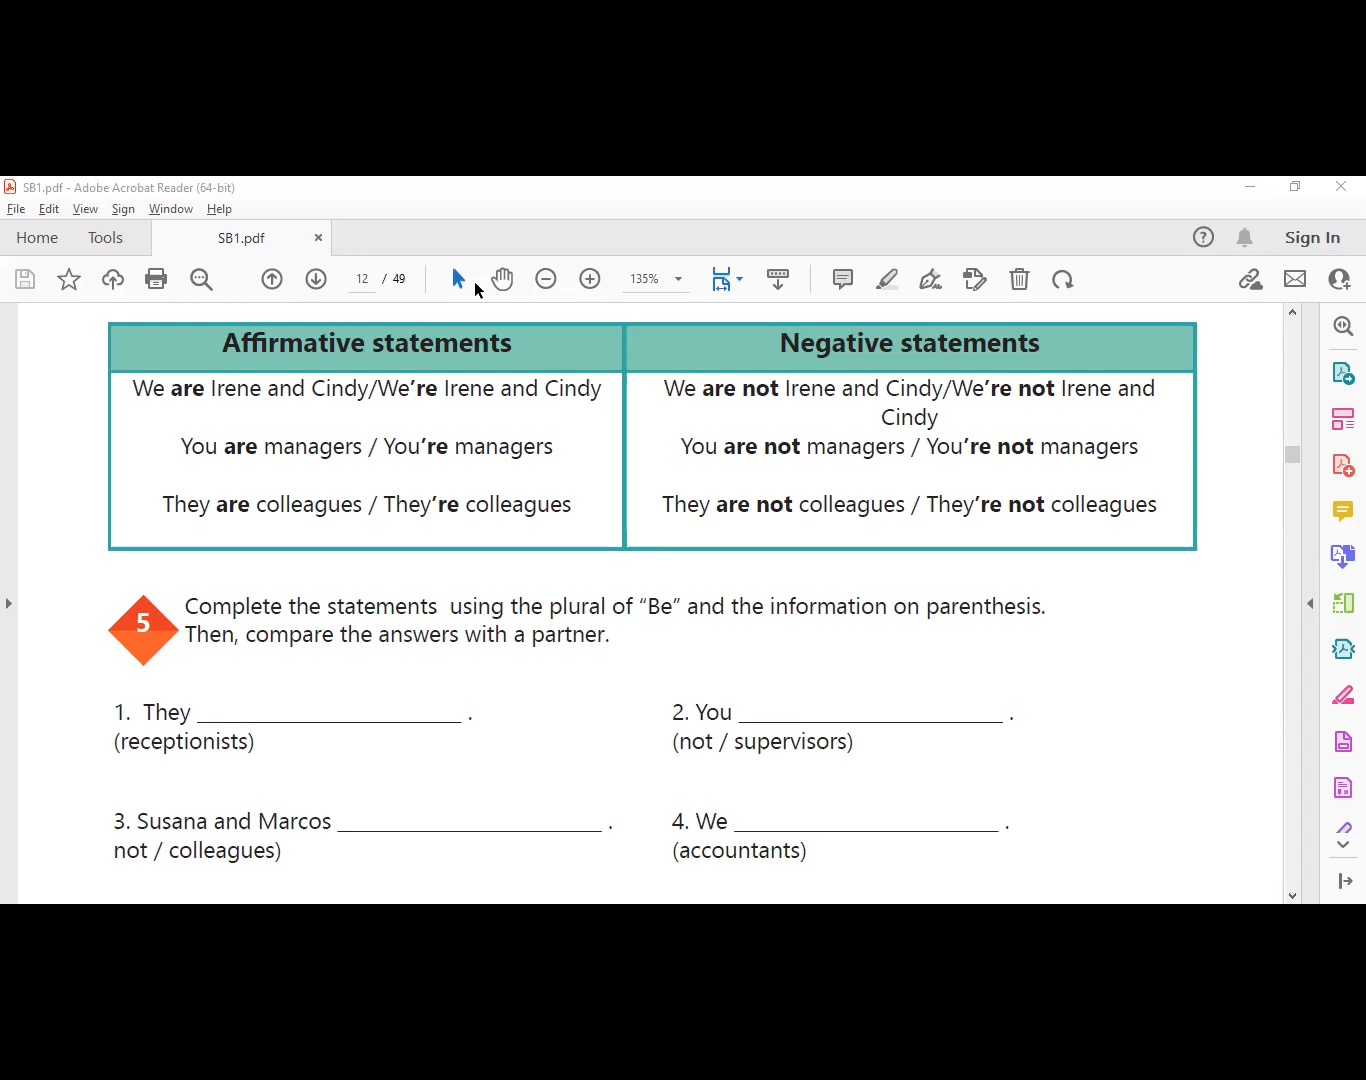 SB1.pdf - Adobe Acrobat Reader (64-bit)
File Edit View Sign Window Help
Home Tools SB1.pdf × Sign In
12 / 49 135%
Affirmative statements Negative statements
We are Irene and Cindy/We're Irene and Cindy We are not Irene and Cindy/We're not Irene and
Cindy
You are managers / You're managers You are not managers / You're not managers
They are colleagues / They're colleagues They are not colleagues / They're not colleagues
5 Complete the statements using the plural of “Be” and the information on parenthesis.
Then, compare the answers with a partner.
1. They ________________________ . 2. You ________________________ .
(receptionists) (not / supervisors)
3. Susana and Marcos ________________________ . 4. We ________________________ .
not / colleagues) (accountants)